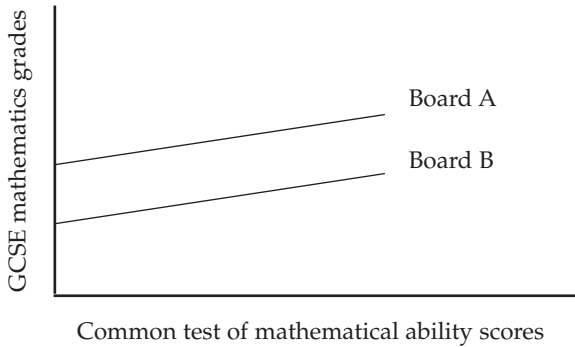 GCSE mathematics grades
Board A
Board B
Common test of mathematical ability scores